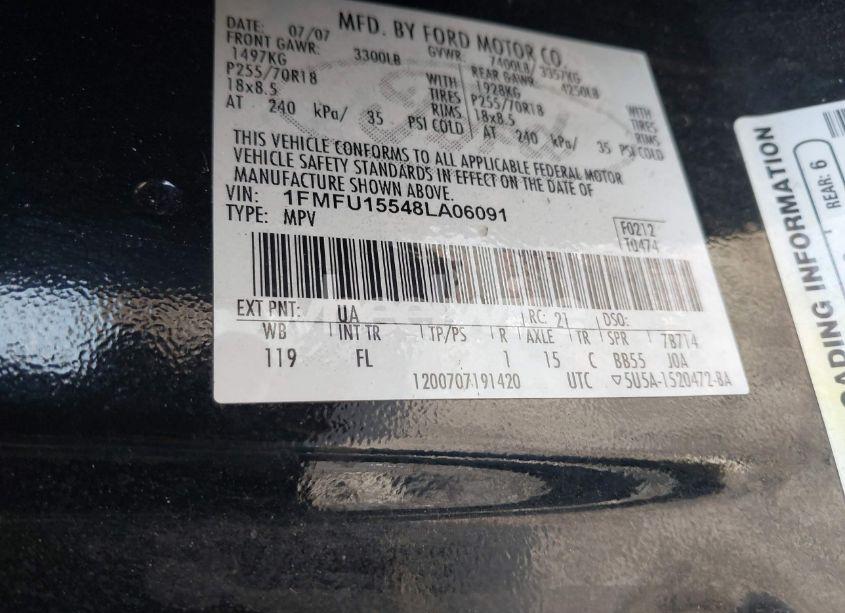 MFD. BY FORD MOTOR CO.
DATE: 07/07 GVWR: 7400LB/ 3357KG
FRONT GAWR: 3300LB REAR GAWR: 4250LB
1497KG WITH 1928KG WITH
P255/70R18 TIRES P255/70R18 TIRES
18x8.5 RIMS 18x8.5 RIMS
AT 240 kPa/ 35 PSI COLD AT 240 kPa/ 35 PSI COLD
THIS VEHICLE CONFORMS TO ALL APPLICABLE FEDERAL MOTOR
VEHICLE SAFETY STANDARDS IN EFFECT ON THE DATE OF
MANUFACTURE SHOWN ABOVE.
VIN: 1FMFU15548LA06091
TYPE: MPV
F0212
T0474
EXT PNT: UA RC: 21 DSO:
WB INT TR TP/PS R AXLE TR SPR 7B714
119 FL 1 15 C BB55 JOA
1200707191420 UTC ▽5U5A-1520472-BA
ADING INFORMATION
REAR: 6